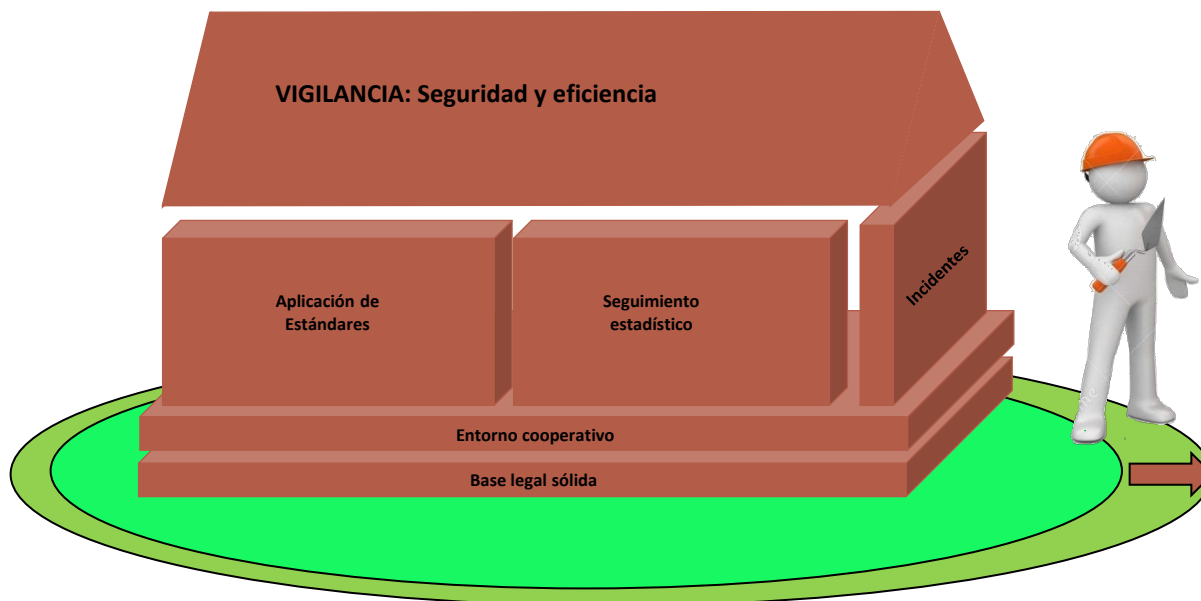 VIGILANCIA: Seguridad y eficiencia
Aplicación de
Estándares
Seguimiento
estadístico
Incidentes
Entorno cooperativo
Base legal sólida